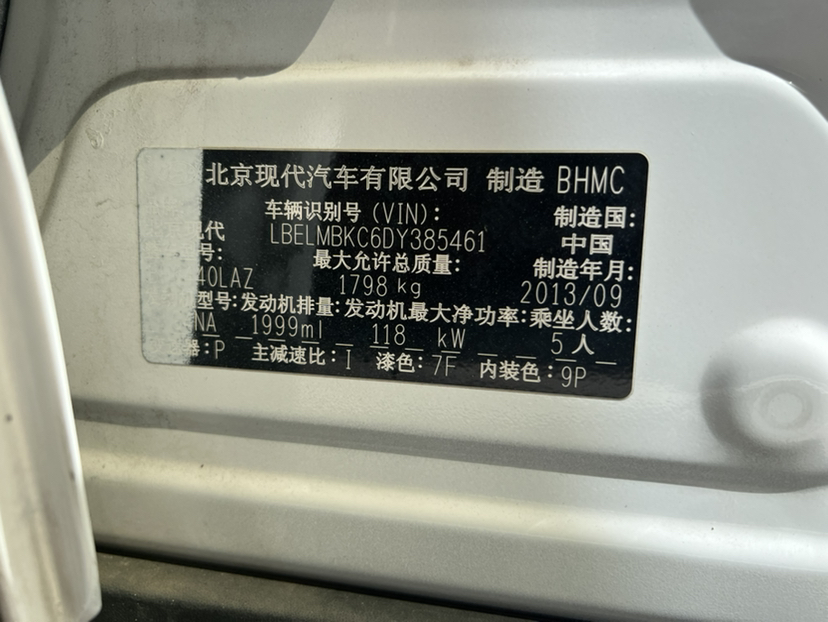 北京现代汽车有限公司 制造 BHMC
车辆识别号(VIN): 制造国:
现代 LBELMBKC6DY385461 中国
号: 最大允许总质量: 制造年月:
40LAZ 1798 kg 2013/09
型号:发动机排量:发动机最大净功率:乘坐人数:
NA 1999ml 118 kW 5人
器:P 主减速比:I 漆色:7F 内装色:9P